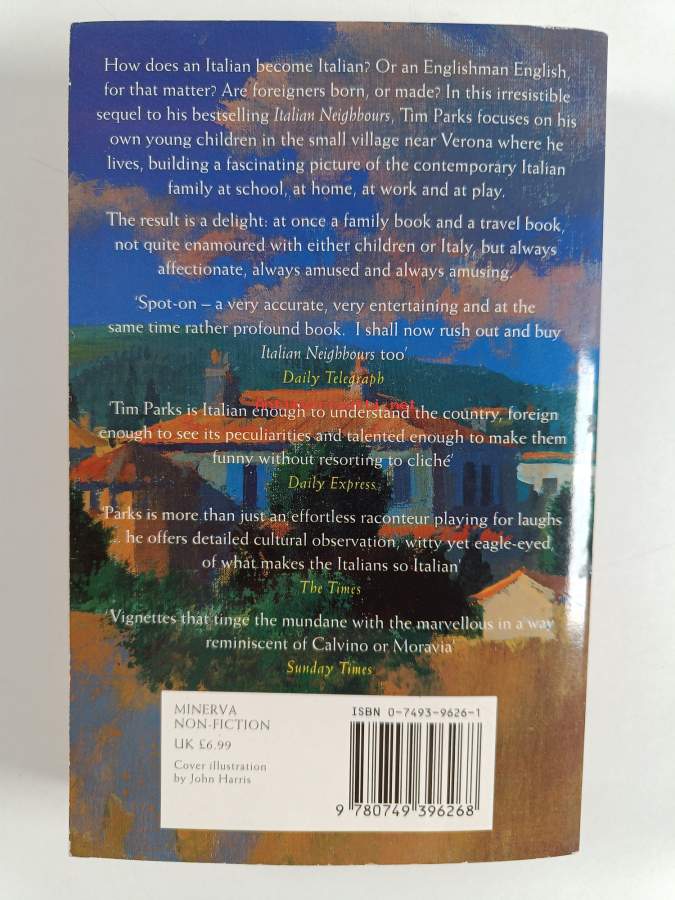 How does an Italian become Italian? Or an Englishman English,
for that matter? Are foreigners born, or made? In this irresistible
sequel to his bestselling Italian Neighbours, Tim Parks focuses on his
own young children in the small village near Verona where he
lives, building a fascinating picture of the contemporary Italian
family at school, at home, at work and at play.
The result is a delight: at once a family book and a travel book,
not quite enamoured with either children or Italy, but always
affectionate, always amused and always amusing.
'Spot-on – a very accurate, very entertaining and at the
same time rather profound book. I shall now rush out and buy
Italian Neighbours too'
Daily Telegraph
'Tim Parks is Italian enough to understand the country, foreign
enough to see its peculiarities and talented enough to make them
funny without resorting to cliché'
Daily Express
'Parks is more than just an effortless raconteur playing for laughs
... he offers detailed cultural observation, witty yet eagle-eyed,
of what makes the Italians so Italian'
The Times
'Vignettes that tinge the mundane with the marvellous in a way
reminiscent of Calvino or Moravia'
Sunday Times
MINERVA
NON-FICTION
UK £6.99
Cover illustration
by John Harris
ISBN 0-7493-9626-1
9 780749 396268